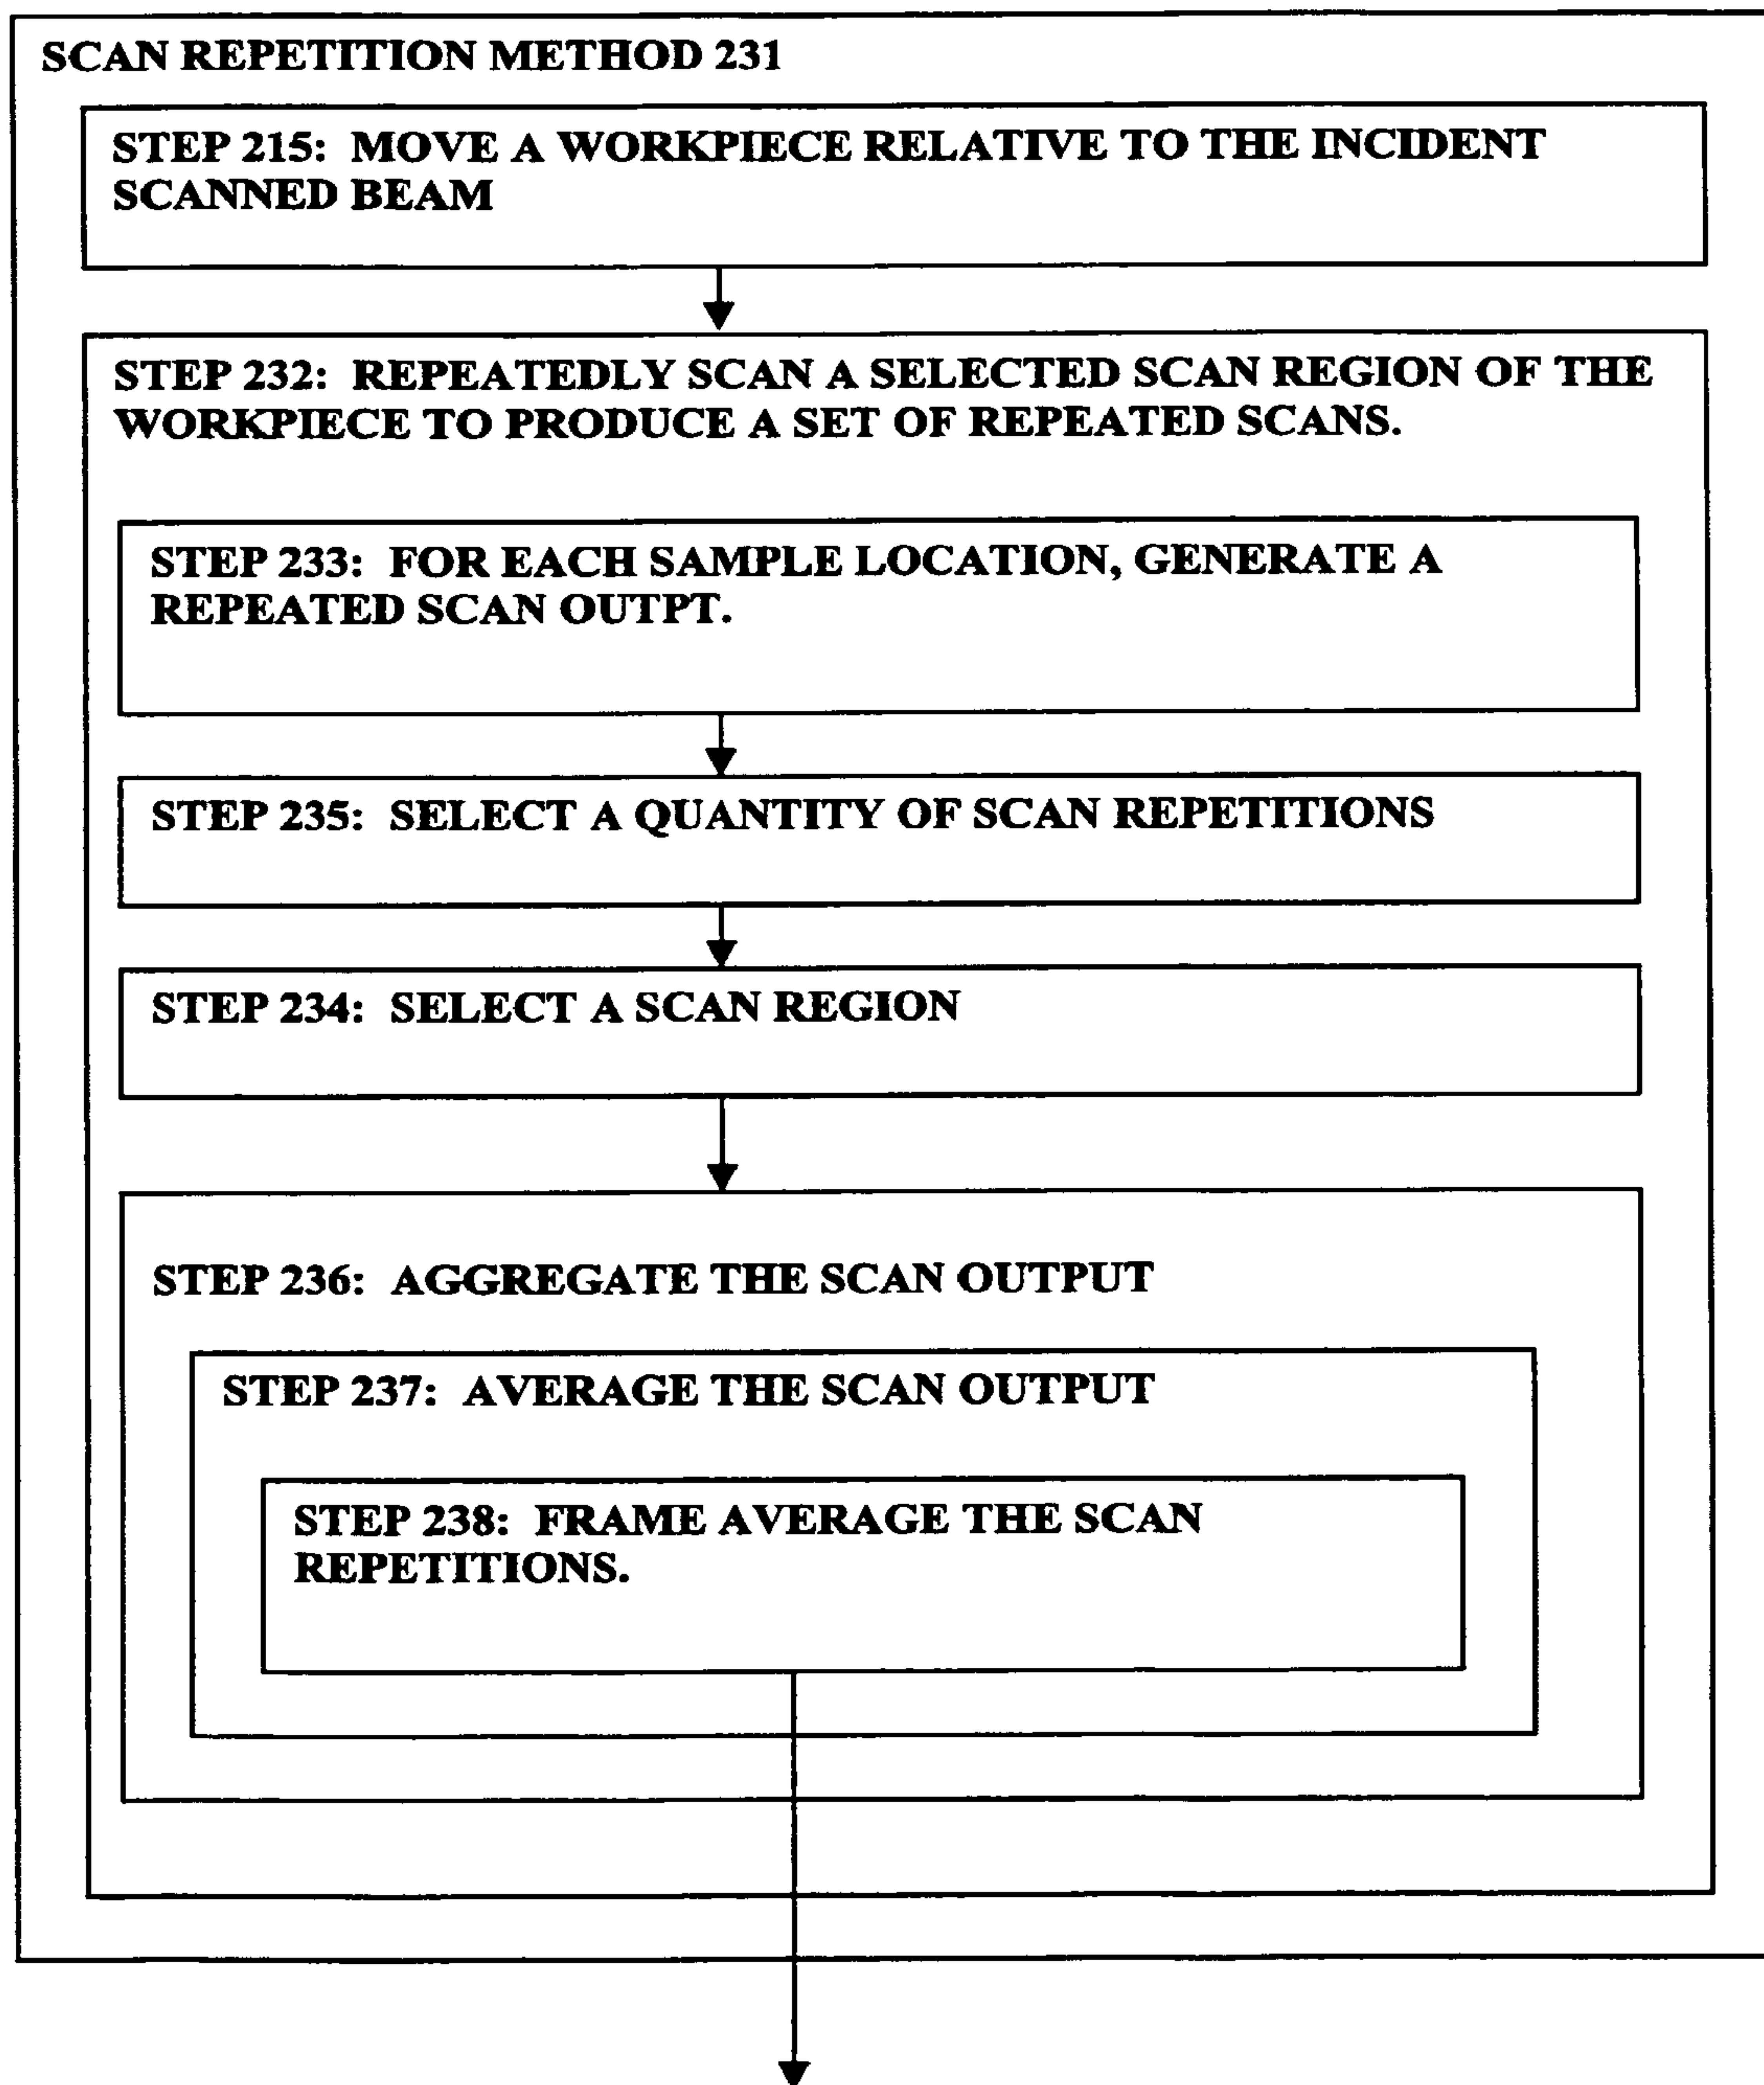 SCAN REPETITION METHOD 231
STEP 215: MOVE A WORKPIECE RELATIVE TO THE INCIDENT
SCANNED BEAM
STEP 232: REPEATEDLY SCAN A SELECTED SCAN REGION OF THE
WORKPIECE TO PRODUCE A SET OF REPEATED SCANS.
STEP 233: FOR EACH SAMPLE LOCATION, GENERATE A
REPEATED SCAN OUTPT.
STEP 235: SELECT A QUANTITY OF SCAN REPETITIONS
STEP 234: SELECT A SCAN REGION
STEP 236: AGGREGATE THE SCAN OUTPUT
STEP 237: AVERAGE THE SCAN OUTPUT
STEP 238: FRAME AVERAGE THE SCAN
REPETITIONS.